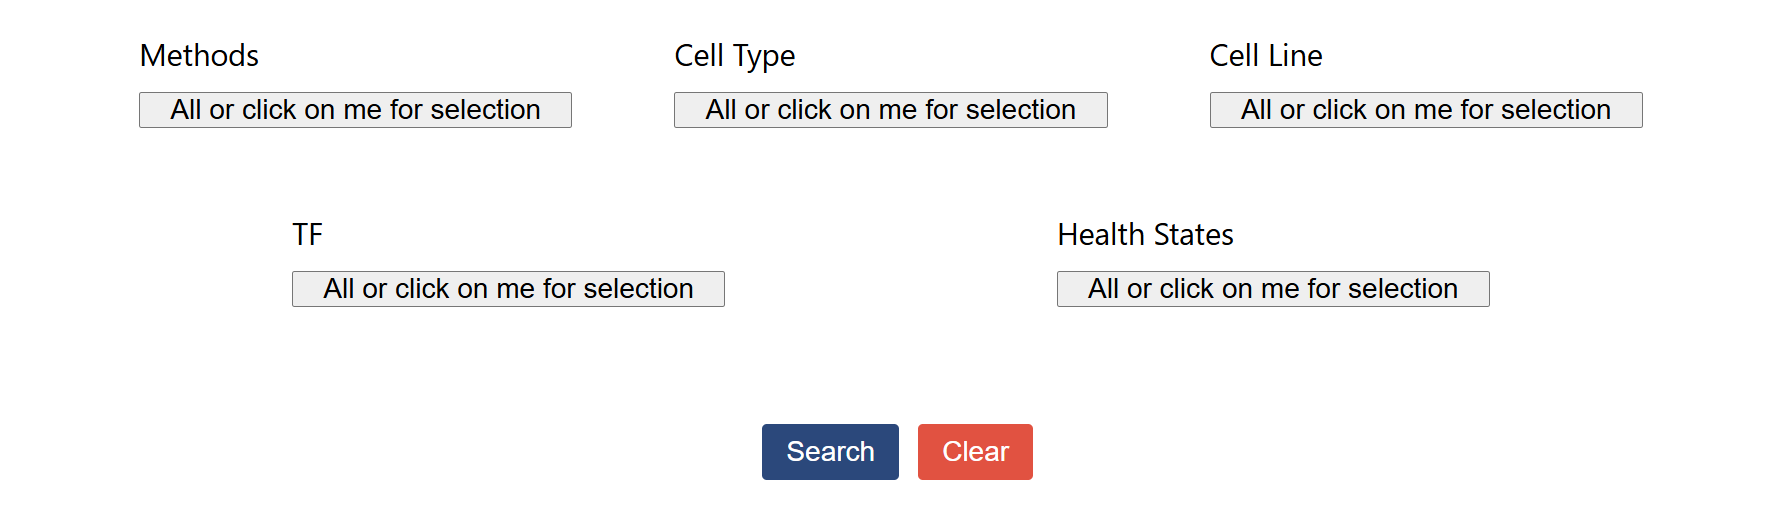 Methods
Cell Type
Cell Line
All or click on me for selection
All or click on me for selection
All or click on me for selection
TF
Health States
All or click on me for selection
All or click on me for selection
Search
Clear